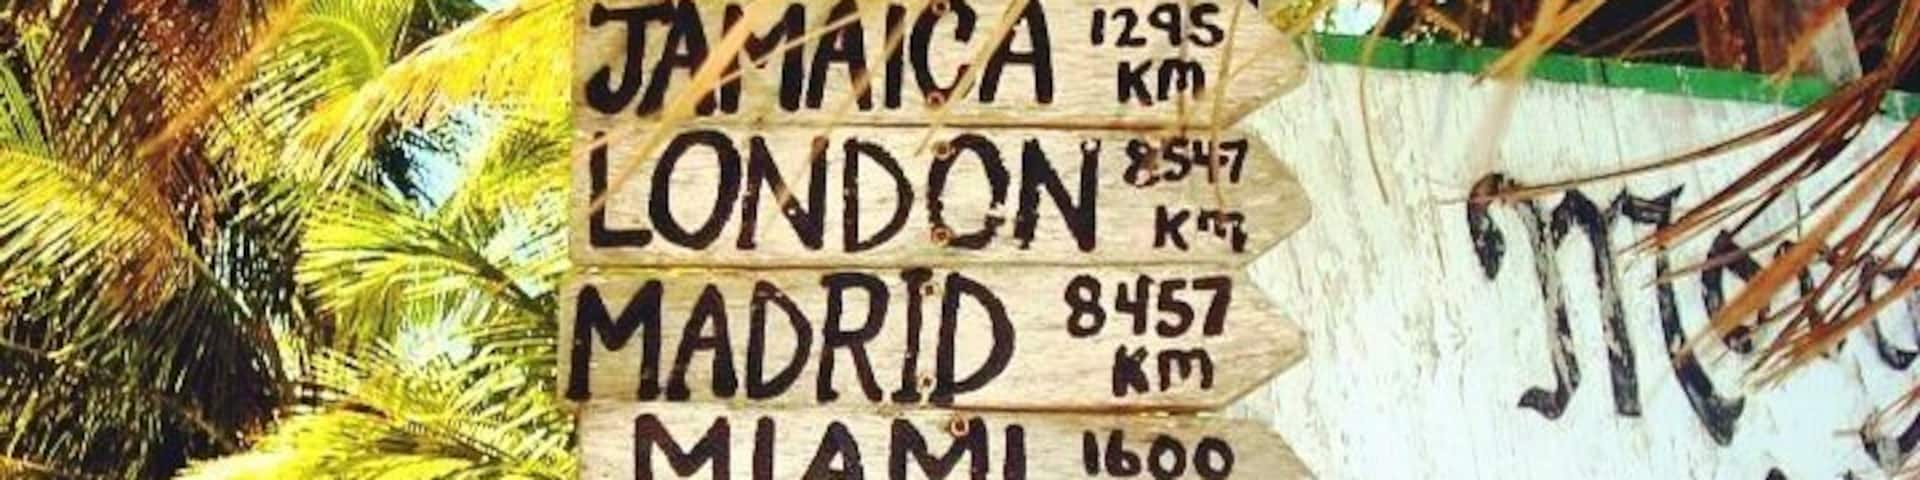 JAMAICA 1295
KM
LONDON 8547
KM
MADRID 8457
KM
MIAMI 1600